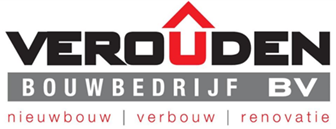 VEROUDEN
BOUWBEDRIJF BV
nieuwbouw | verbouw | renovatie